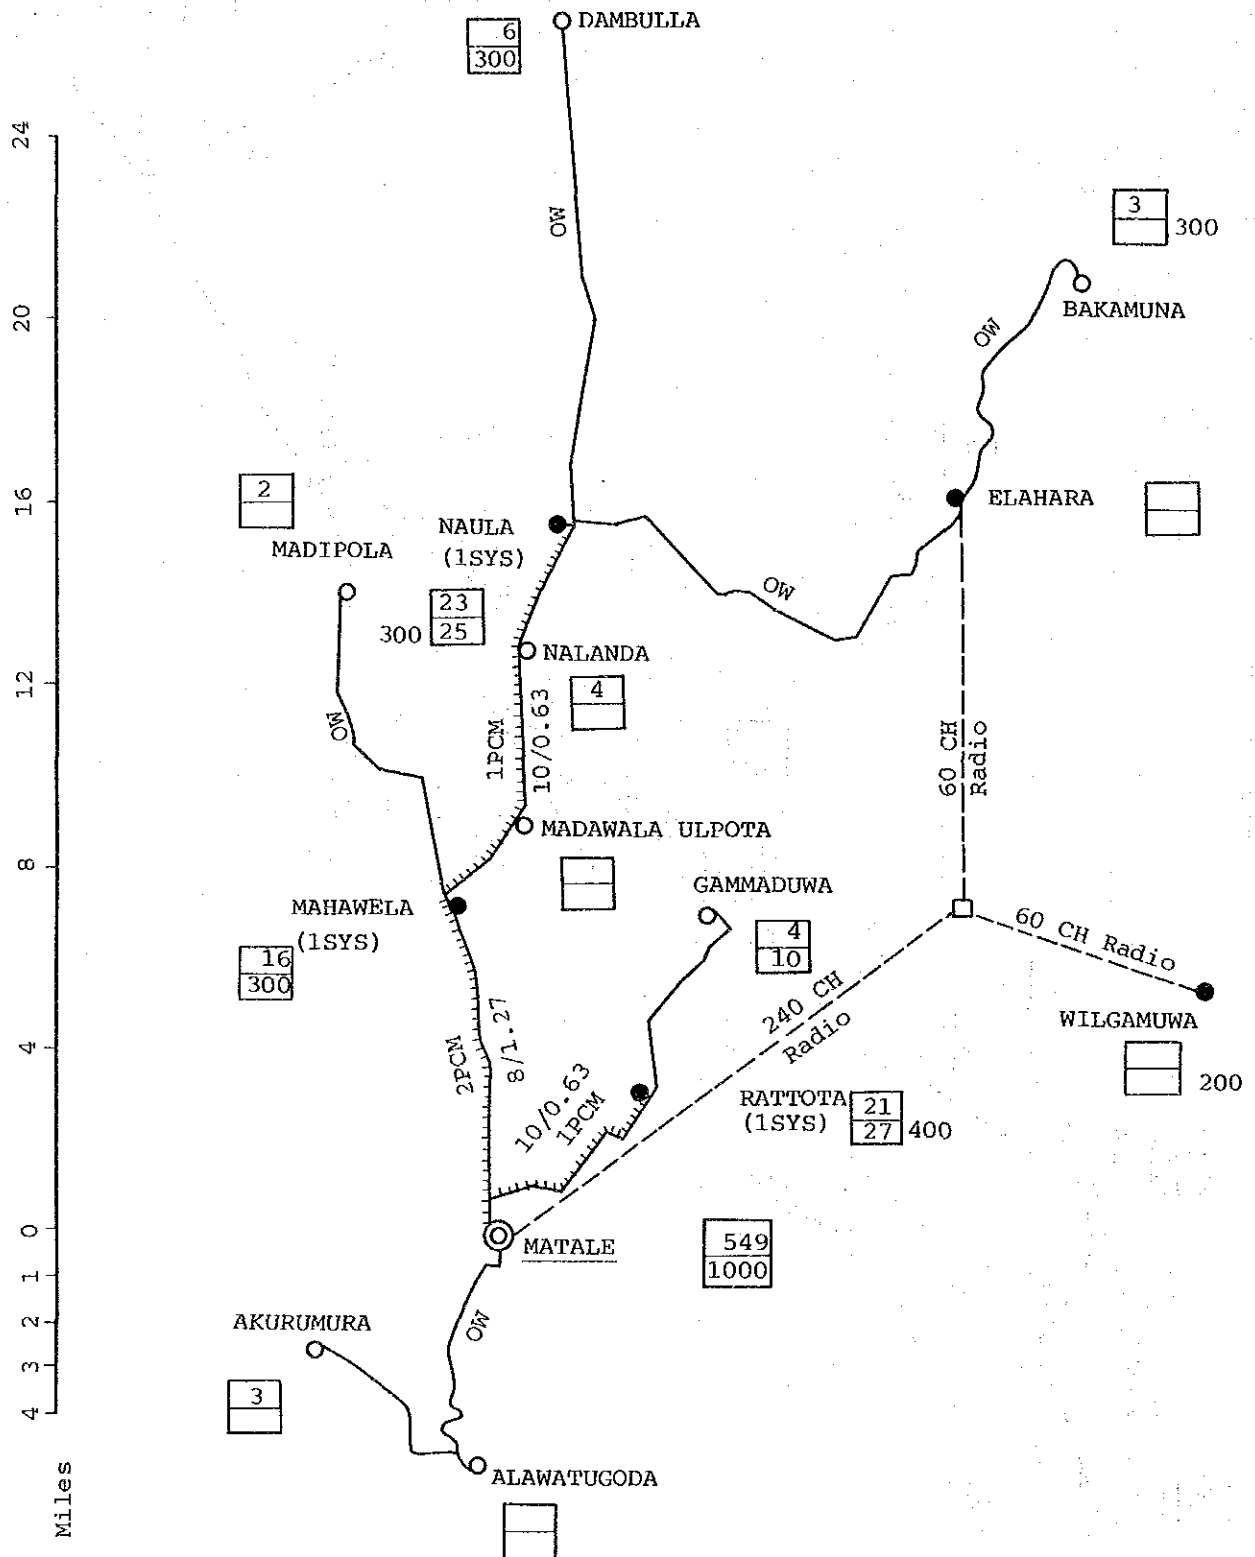 6
300
DAMBULLA
24
OW
3
300
20
BAKAMUNA
OW
2
16
ELAHARA
NAULA
(1SYS)
MADIPOLA
OW
23
300
25
NALANDA
12
4
OW
1PCM
10/0.63
60 CH
Radio
MADAWALA ULPOTA
8
GAMMADUWA
MAHAWELA
(1SYS)
4
10
60 CH Radio
16
300
240 CH
Radio
WILGAMUWA
200
4
2PCM
8/1.27
10/0.63
1PCM
RATTOTA
(1SYS)
21
27
400
0
MATALE
549
1000
1
2
3
4
AKURUMURA
OW
3
ALAWATUGODA
Miles